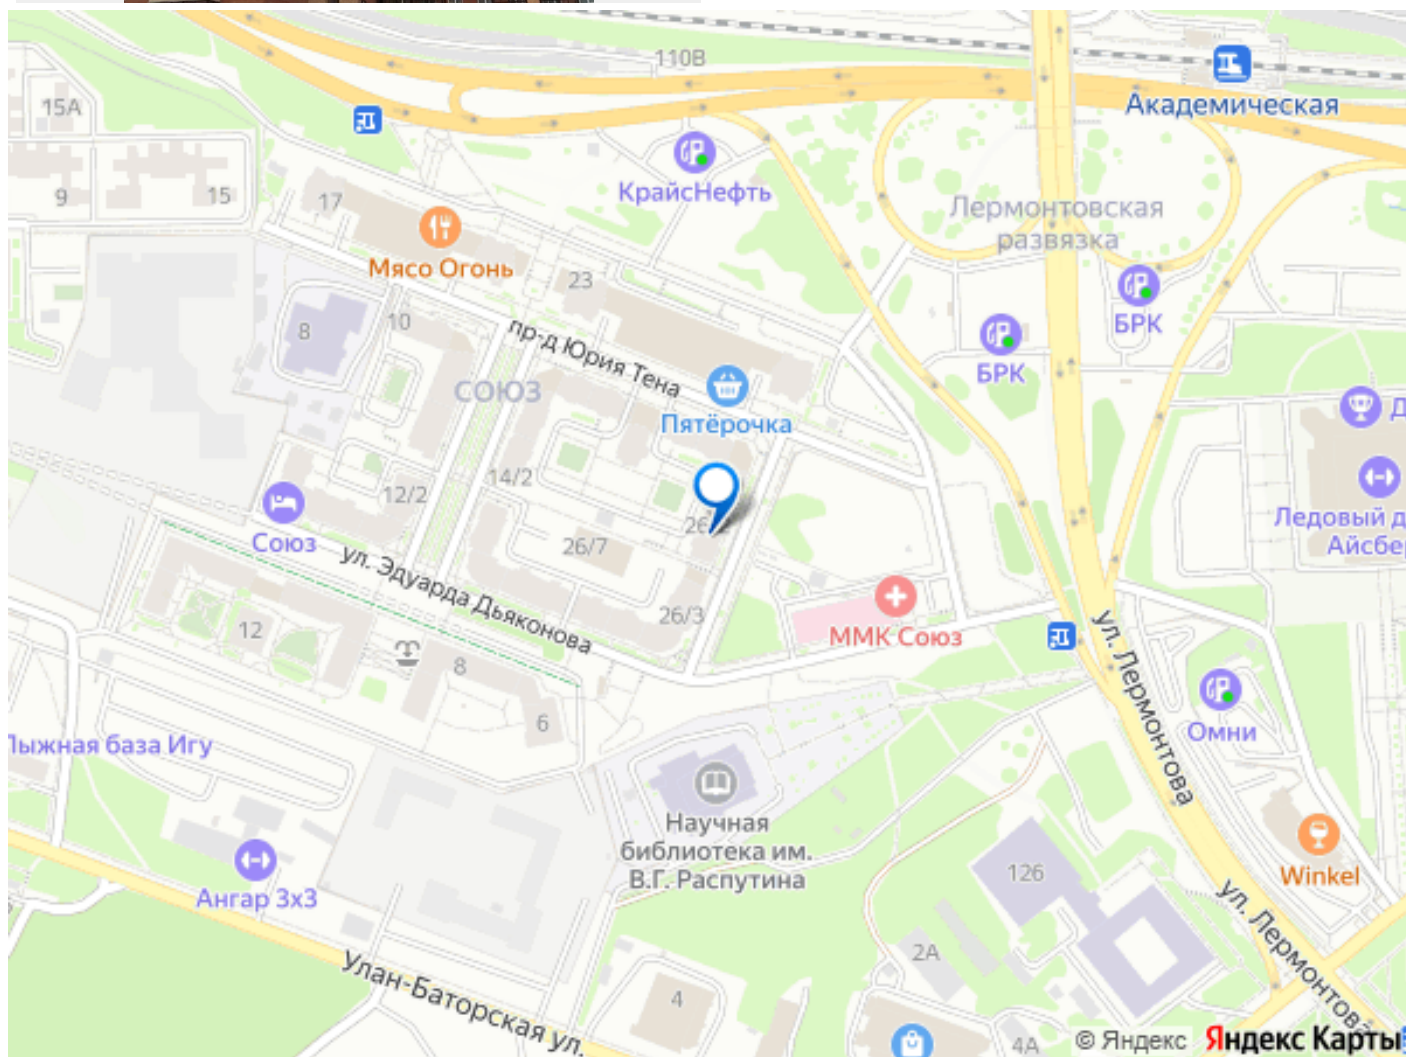 110В
Академическая
15А
КрайсНефть
9
15
17
Лермонтовская
развязка
Мясо Огонь
23
БРК
БРК
8
10
пр-д Юрия Тена
СОЮЗ
Пятёрочка
14/2
12/2
26
Союз
26/7
Ледовый д
Айсбе
ул. Эдуарда Дьяконова
26/3
ММК Союз
12
8
6
ул. Лермонтова
Омни
Лыжная база Игу
Научная
библиотека им.
В.Г. Распутина
Ангар 3х3
126
Winkel
ул. Лермонтова
2А
Улан-Баторская ул.
4
4А
© Яндекс Яндекс Карты